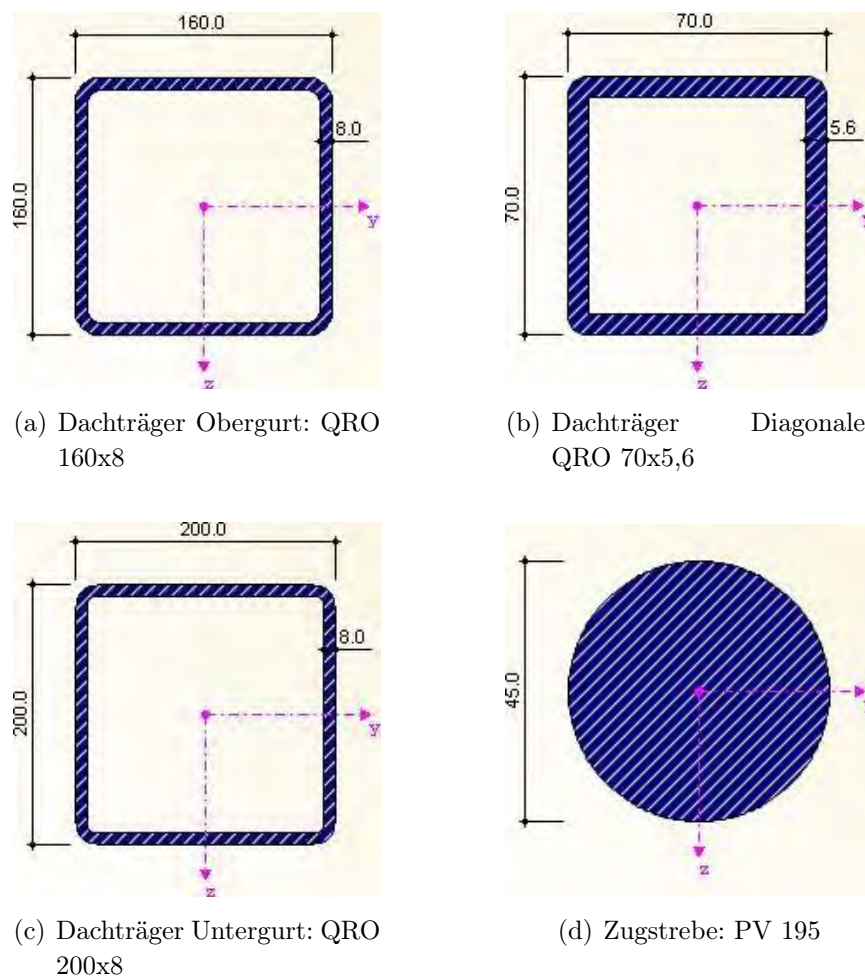 160.0
160.0
8.0
y
z
(a) Dachträger Obergurt: QRO
160x8
70.0
70.0
5.6
z
(b) Dachträger Diagonale
QRO 70x5,6
200.0
200.0
8.0
y
z
(c) Dachträger Untergurt: QRO
200x8
45.0
z
(d) Zugstrebe: PV 195